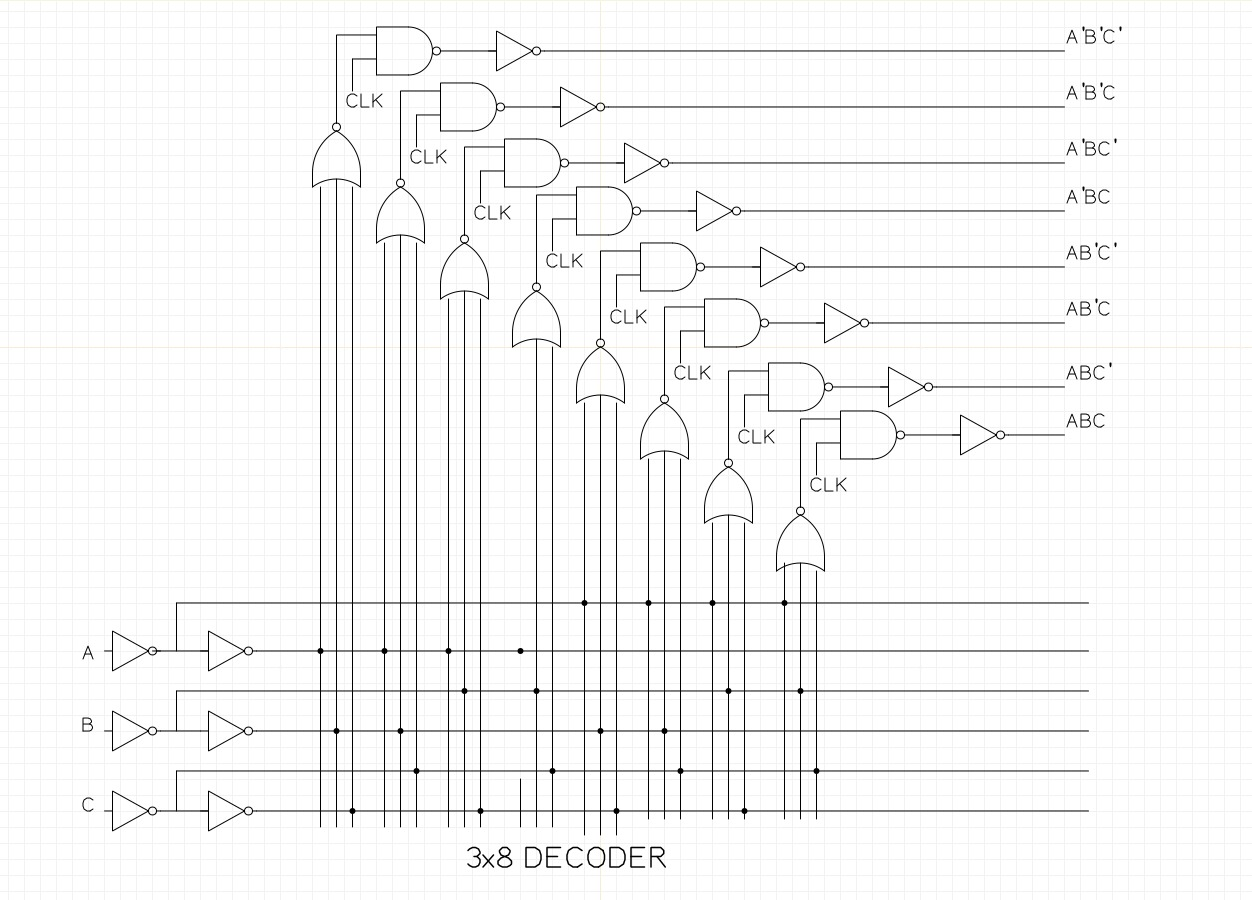 A'B'C'
CLK
A'B'C
CLK
A'BC'
CLK
A'BC
CLK
AB'C'
CLK
AB'C
CLK
ABC'
CLK
ABC
CLK
A
B
C
3x8 DECODER